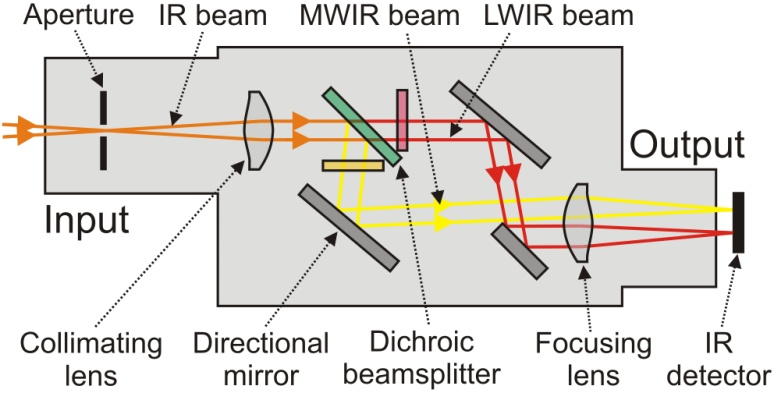 Aperture
IR beam
MWIR beam
LWIR beam
Input
Output
Collimating
lens
Directional
mirror
Dichroic
beamsplitter
Focusing
lens
IR
detector